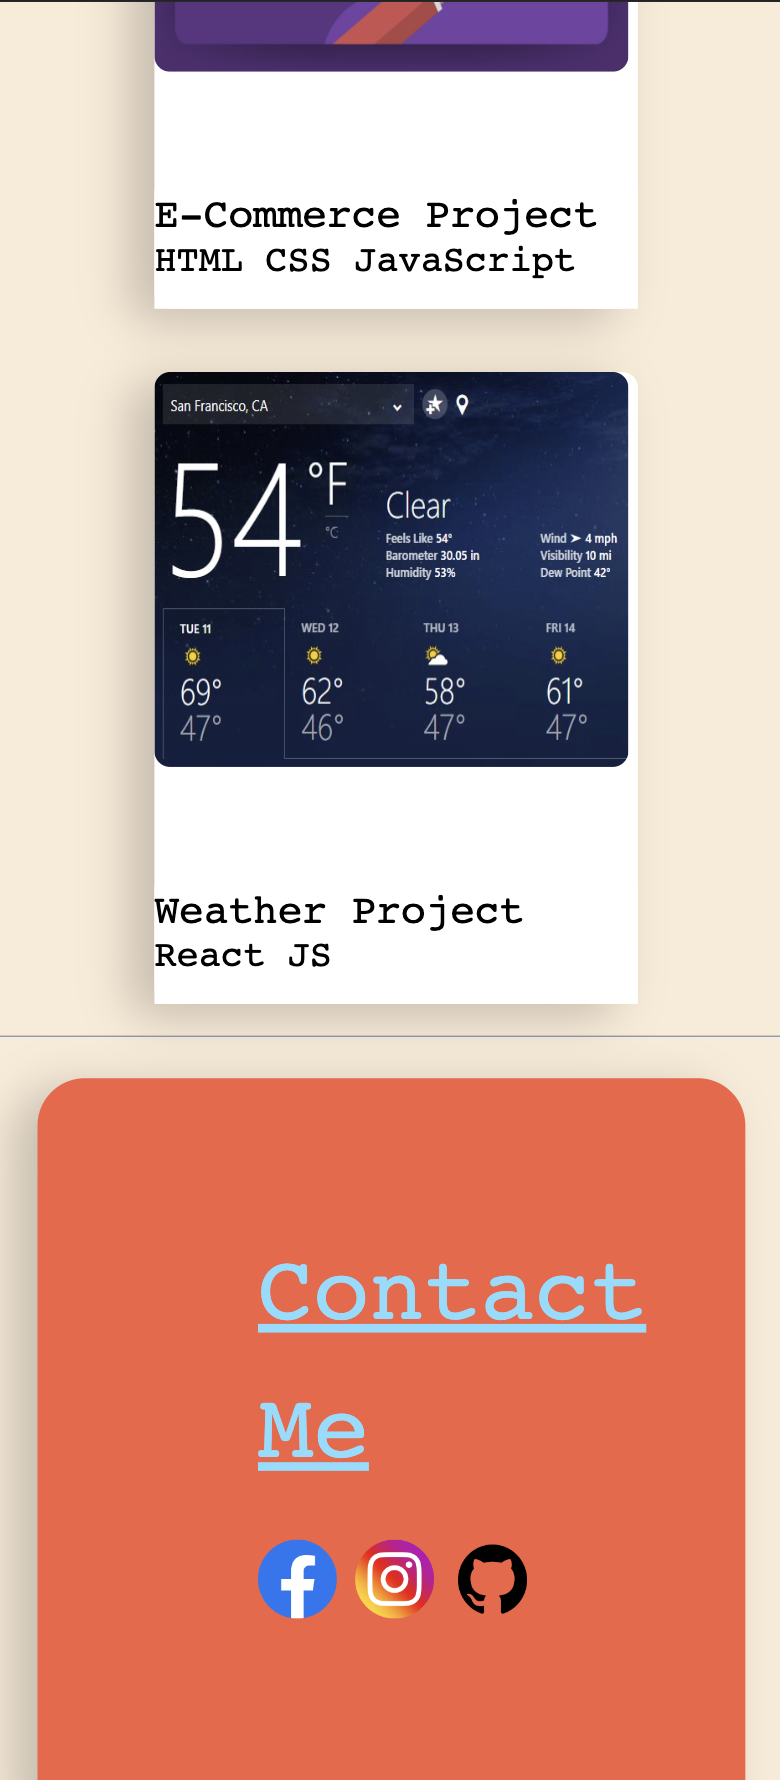 E-Commerce Project
HTML CSS JavaScript
San Francisco, CA
54 °F
°C
Clear
Feels Like 54°
Barometer 30.05 in
Humidity 53%
Wind ➤ 4 mph
Visibility 10 mi
Dew Point 42°
TUE 11 WED 12 THU 13 FRI 14
69° 62° 58° 61°
47° 46° 47° 47°
Weather Project
React JS
Contact
Me